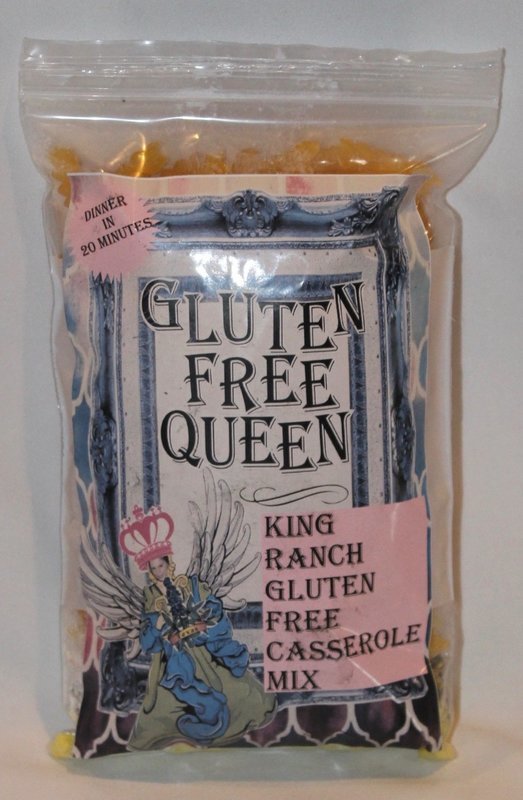 DINNER
IN
20 MINUTES
GLUTEN
FREE
QUEEN
KING
RANCH
GLUTEN
FREE
CASSEROLE
MIX